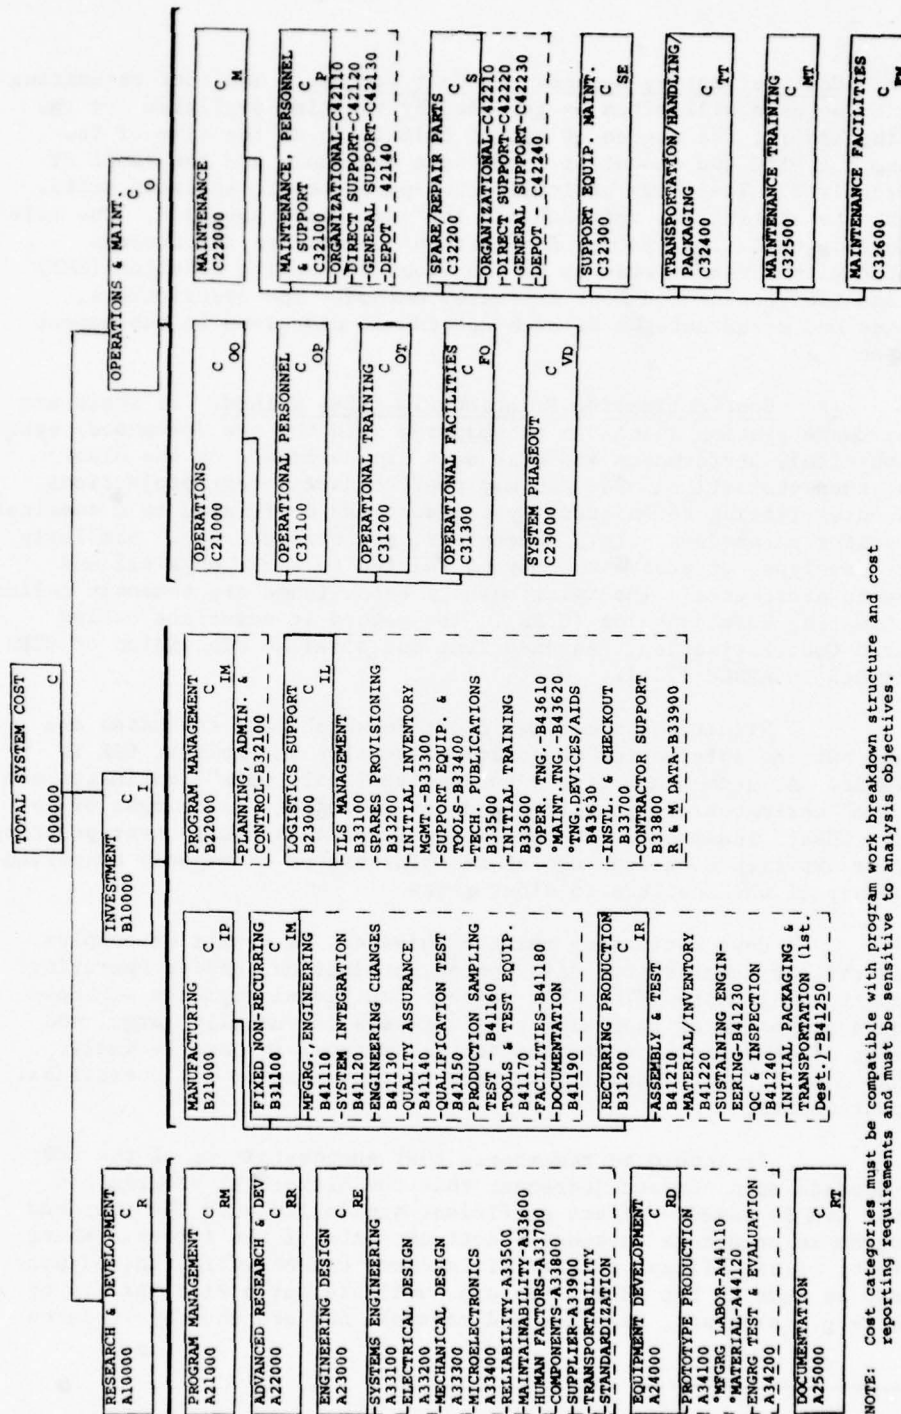 TOTAL SYSTEM COST
000000 C
RESEARCH & DEVELOPMENT
A10000 C R
PROGRAM MANAGEMENT
A21000 C RM
ADVANCED RESEARCH & DEV
A22000 C RR
ENGINEERING DESIGN
A23000 C RE
-SYSTEMS ENGINEERING
A33100
-ELECTRICAL DESIGN
A33200
-MECHANICAL DESIGN
A33300
-MICROELECTRONICS
A33400
-RELIABILITY-A33500
-MAINTAINABILITY-A33600
-HUMAN FACTORS-A33700
-COMPONENTS-A33800
-SUPPLIER-A33900
-TRANSPORTABILITY
-STANDARDIZATION
EQUIPMENT DEVELOPMENT
A24000 C RD
-PROTOTYPE PRODUCTION
A34100
°MFGRG LABOR-A44110
°MATERIAL-A44120
-ENGRG TEST & EVALUATION
A34200
DOCUMENTATION
A25000 C RT
INVESTMENT
B10000 C I
MANUFACTURING
B21000 C IP
FIXED NON-RECURRING
B31100 C IM
-MFGRG.,ENGINEERING
B41110
-SYSTEM INTEGRATION
B41120
-ENGINEERING CHANGES
B41130
-QUALITY ASSURANCE
B41140
-QUALIFICATION TEST
B41150
-PRODUCTION SAMPLING
TEST - B41160
-TOOLS & TEST EQUIP.
B41170
-FACILITIES-B41180
-DOCUMENTATION
B41190
RECURRING PRODUCTION
B31200 C IR
-ASSEMBLY & TEST
B41210
-MATERIAL/INVENTORY
B41220
-SUSTAINING ENGIN-
EERING-B41230
-QC & INSPECTION
B41240
-INITIAL PACKAGING &
TRANSPORTATION (1st.
Dest.)-B41250
PROGRAM MANAGEMENT
B22000 C IM
-PLANNING, ADMIN. &
CONTROL-B32100
LOGISTICS SUPPORT
B23000 C IL
-ILS MANAGEMENT
B33100
-SPARES PROVISIONING
B33200
-INITIAL INVENTORY
MGMT.-B33300
-SUPPORT EQUIP. &
TOOLS-B33400
-TECH. PUBLICATIONS
B33500
-INITIAL TRAINING
B33600
°OPER. TNG.-B43610
°MAINT.TNG.-B43620
°TNG.DEVICES/AIDS
B43630
-INSTL. & CHECKOUT
B33700
-CONTRACTOR SUPPORT
B33800
R & M DATA-B33900
OPERATIONS & MAINT.
C O
OPERATIONS
C21000 C OO
OPERATIONAL PERSONNEL
C31100 C OP
OPERATIONAL TRAINING
C31200 C OT
OPERATIONAL FACILITIES
C31300 C FO
SYSTEM PHASEOUT
C23000 C VD
MAINTENANCE
C22000 C M
MAINTENANCE, PERSONNEL
& SUPPORT
C32100 C P
-ORGANIZATIONAL-C42110
-DIRECT SUPPORT-C42120
-GENERAL SUPPORT-C42130
-DEPOT - 42140
SPARE/REPAIR PARTS
C32200 C S
-ORGANIZATIONAL-C42210
-DIRECT SUPPORT-C42220
-GENERAL SUPPORT-C42230
-DEPOT - C42240
SUPPORT EQUIP. MAINT.
C32300 C SE
TRANSPORTATION/HANDLING/
PACKAGING
C32400 C TT
MAINTENANCE TRAINING
C32500 C MT
MAINTENANCE FACILITIES
C32600 C
NOTE: Cost categories must be compatible with program work breakdown structure and cost
reporting requirements and must be sensitive to analysis objectives.